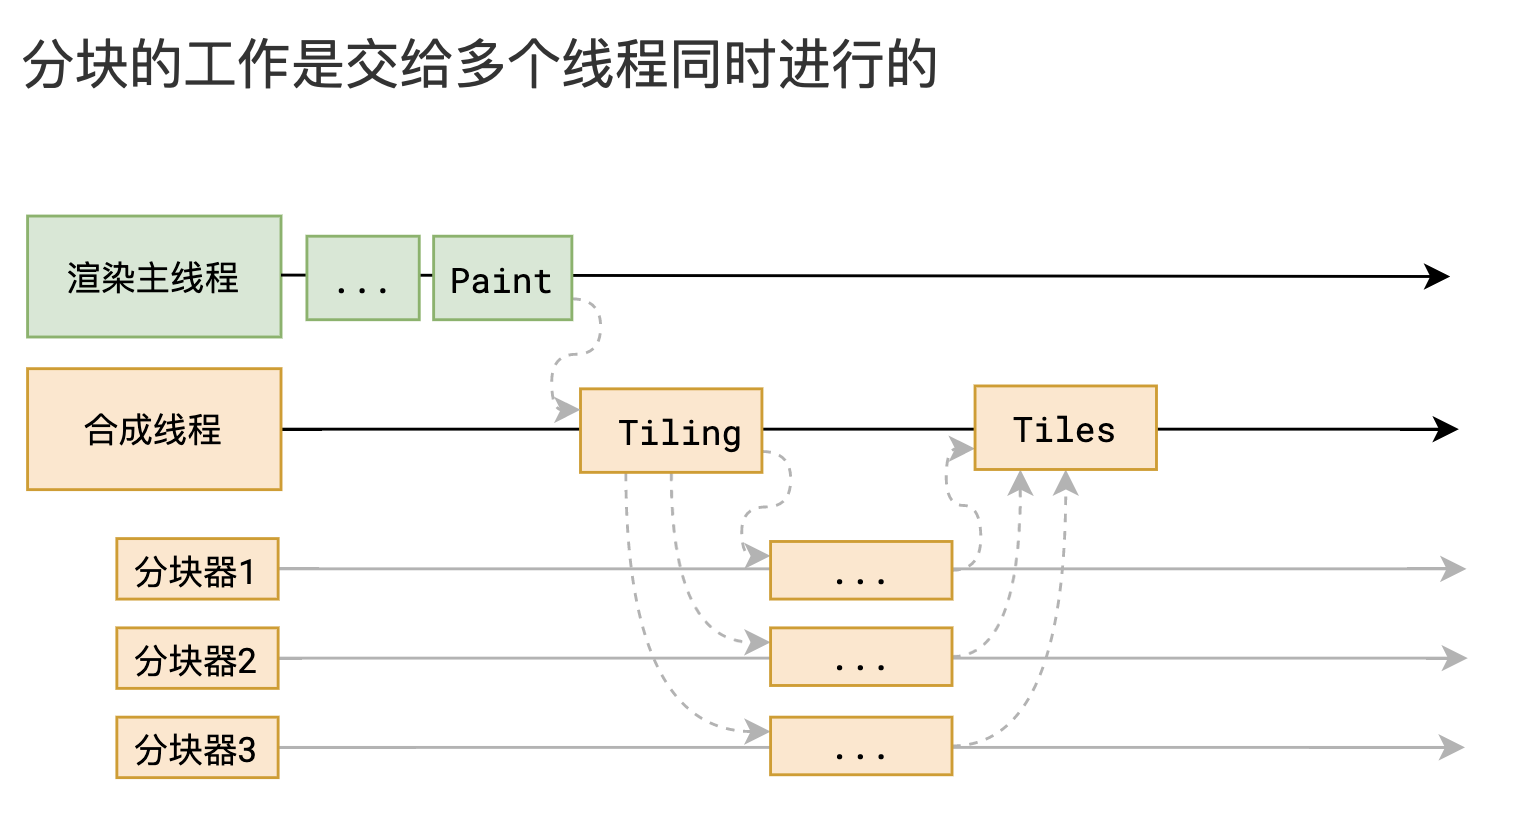 分块的工作是交给多个线程同时进行的
渲染主线程
...
Paint
合成线程
Tiling
Tiles
分块器1
...
分块器2
...
分块器3
...